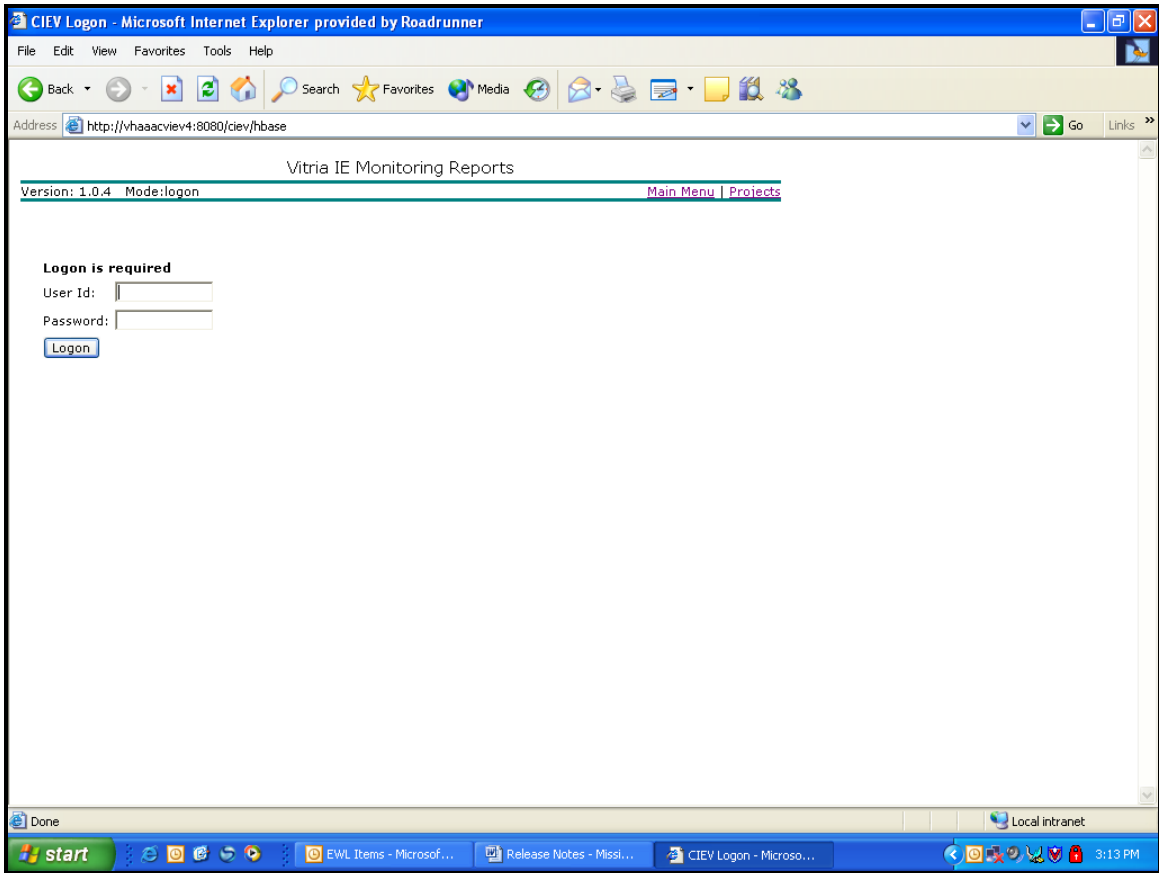 CIEV Logon - Microsoft Internet Explorer provided by Roadrunner
File Edit View Favorites Tools Help
Back Search Favorites Media
Address http://vhaaacviev4:8080/ciev/hbase Go Links »
Vitria IE Monitoring Reports
Version: 1.0.4 Mode:logon Main Menu | Projects
Logon is required
User Id:
Password:
Logon
Done Local intranet
start EWL Items - Microsof... Release Notes - Missi... CIEV Logon - Microso... 3:13 PM